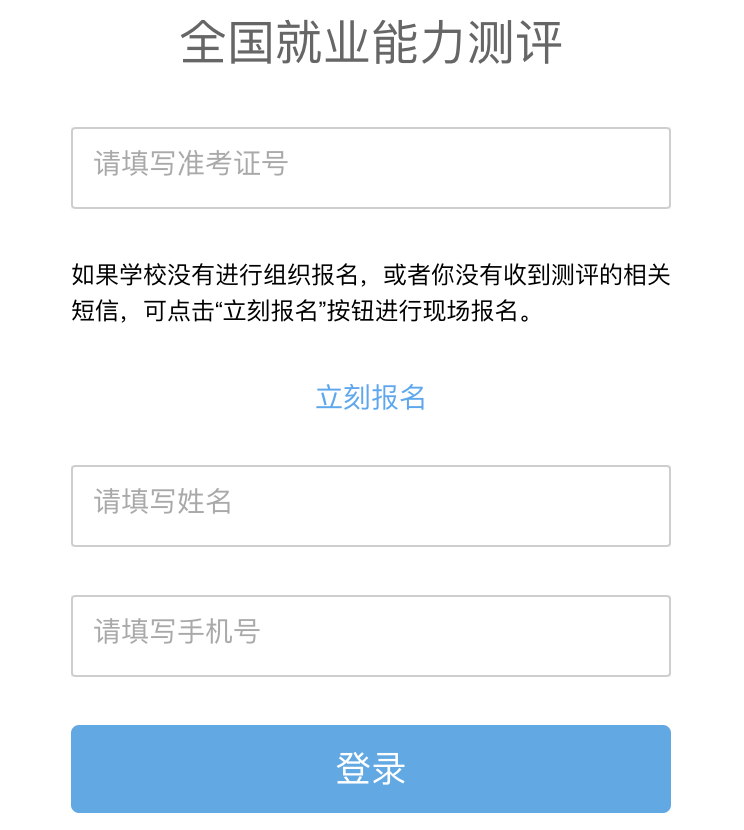 全国就业能力测评
请填写准考证号
如果学校没有进行组织报名，或者你没有收到测评的相关
短信，可点击“立刻报名”按钮进行现场报名。
立刻报名
请填写姓名
请填写手机号
登录